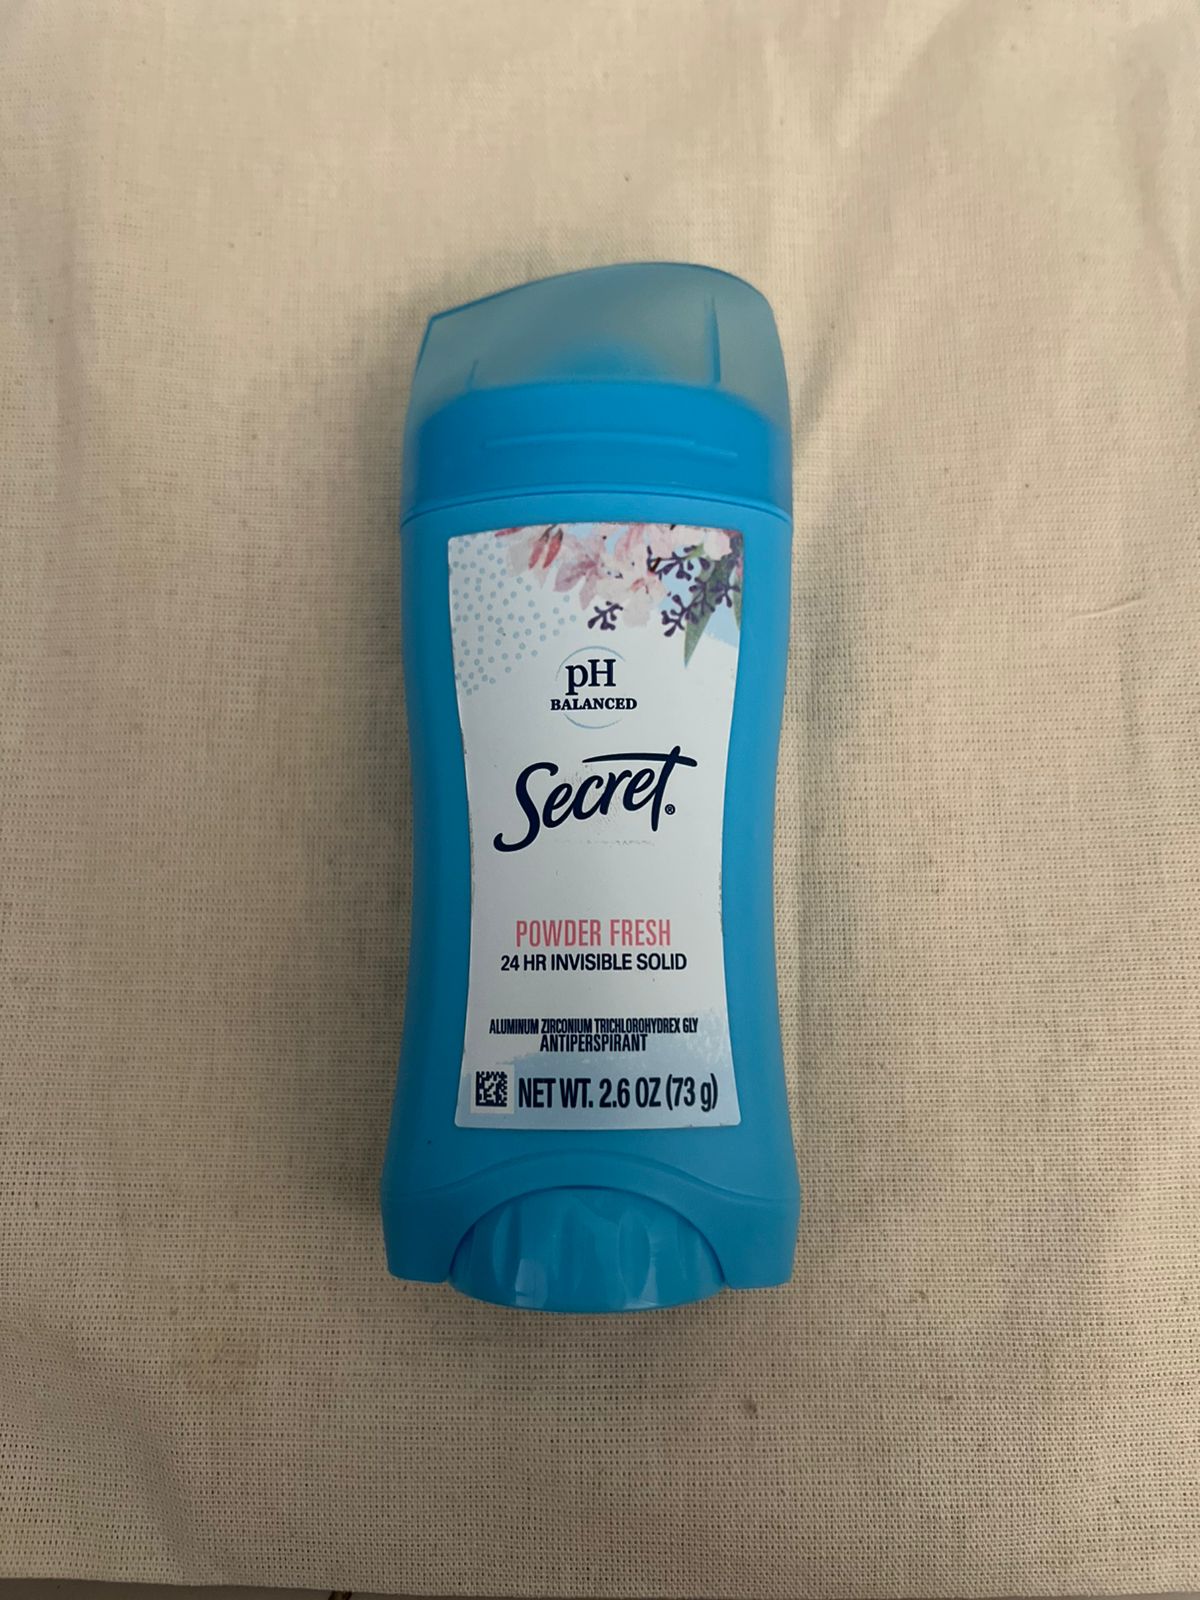 pH
BALANCED
Secret®
POWDER FRESH
24 HR INVISIBLE SOLID
ALUMINUM ZIRCONIUM TRICHLOROHYDREX GLY
ANTIPERSPIRANT
NET WT. 2.6 OZ (73 g)